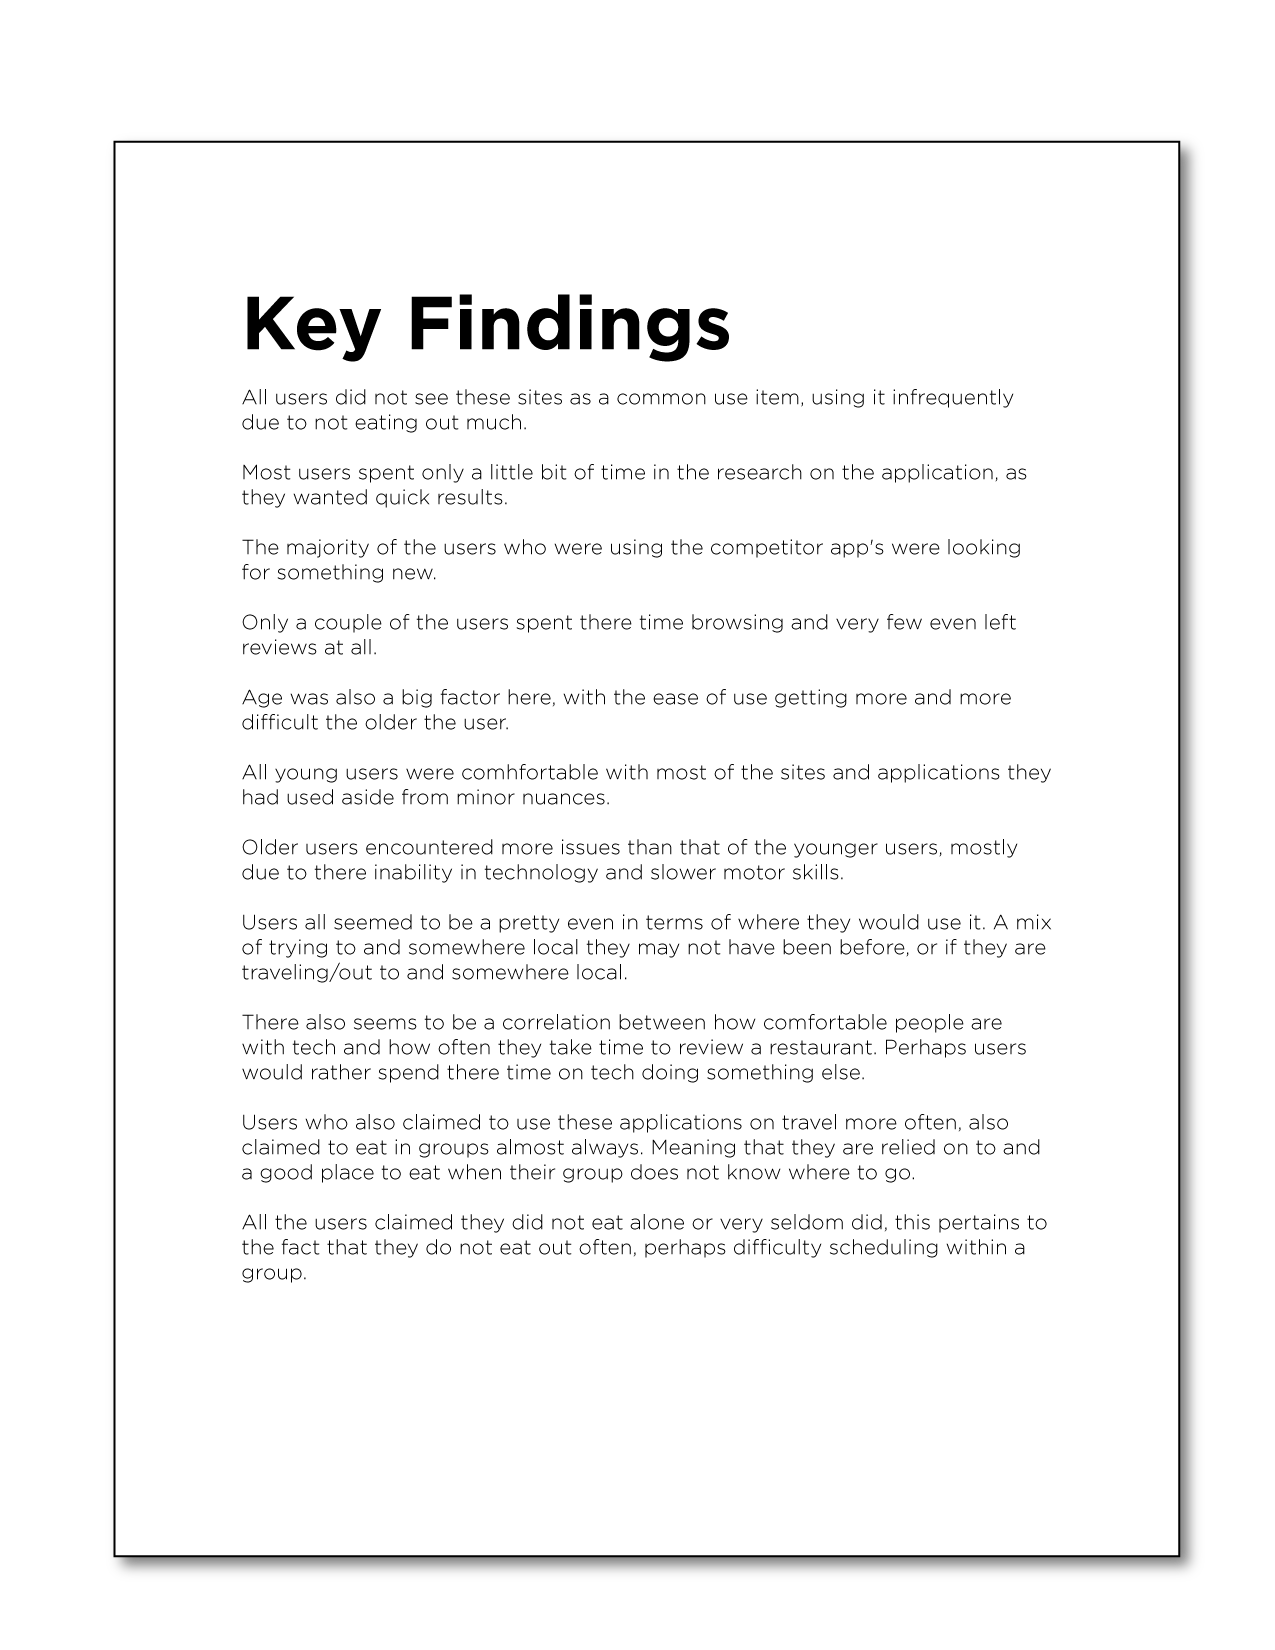 Key Findings
All users did not see these sites as a common use item, using it infrequently
due to not eating out much.
Most users spent only a little bit of time in the research on the application, as
they wanted quick results.
The majority of the users who were using the competitor app's were looking
for something new.
Only a couple of the users spent there time browsing and very few even left
reviews at all.
Age was also a big factor here, with the ease of use getting more and more
difficult the older the user.
All young users were comhfortable with most of the sites and applications they
had used aside from minor nuances.
Older users encountered more issues than that of the younger users, mostly
due to there inability in technology and slower motor skills.
Users all seemed to be a pretty even in terms of where they would use it. A mix
of trying to and somewhere local they may not have been before, or if they are
traveling/out to and somewhere local.
There also seems to be a correlation between how comfortable people are
with tech and how often they take time to review a restaurant. Perhaps users
would rather spend there time on tech doing something else.
Users who also claimed to use these applications on travel more often, also
claimed to eat in groups almost always. Meaning that they are relied on to and
a good place to eat when their group does not know where to go.
All the users claimed they did not eat alone or very seldom did, this pertains to
the fact that they do not eat out often, perhaps difficulty scheduling within a
group.